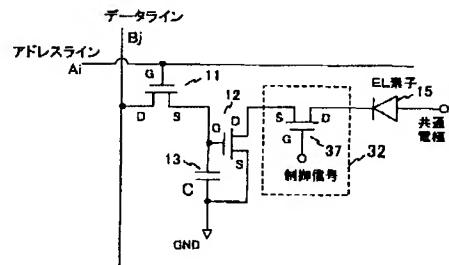 データライン
Bj
アドレスライン
Ai
G
11
D
S
12
G
D
S
13
C
GND
S
D
G
37
32
制御信号
EL素子
15
共通
電極